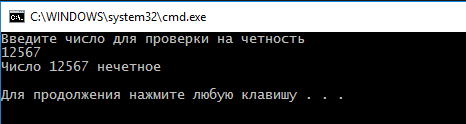 C:\WINDOWS\system32\cmd.exe
Введите число для проверки на четность
12567
Число 12567 нечетное
Для продолжения нажмите любую клавишу . . .